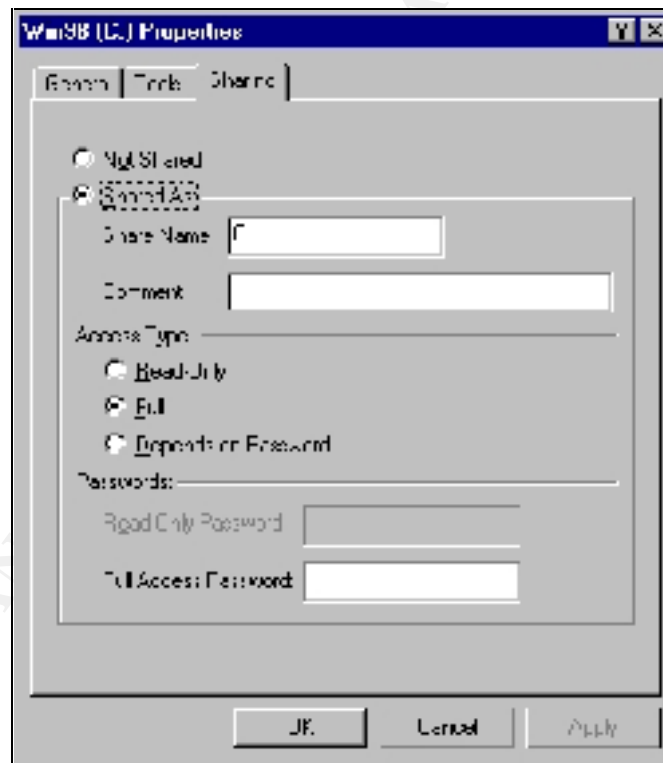 Win98 (C:) Properties
General Tools Sharing
Not Shared
Shared As:
Share Name:
C
Comment:
Access Type:
Read-Only
Full
Depends on Password
Passwords:
Read-Only Password:
Full Access Password:
OK Cancel Apply